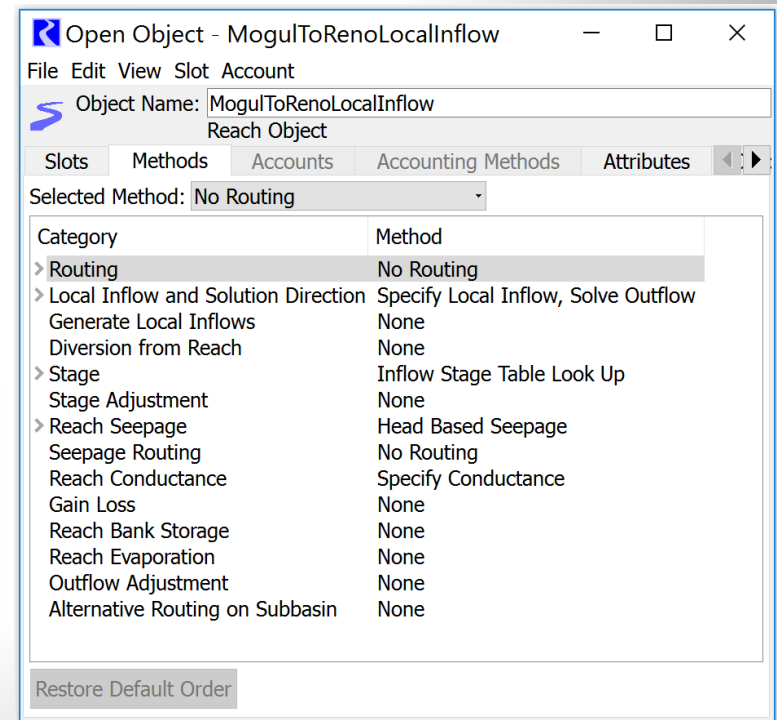 Open Object - MogulToRenoLocalInflow
File Edit View Slot Account
Object Name: MogulToRenoLocalInflow
Reach Object
Slots Methods Accounts Accounting Methods Attributes
Selected Method: No Routing
Category Method
Routing No Routing
Local Inflow and Solution Direction Specify Local Inflow, Solve Outflow
Generate Local Inflows None
Diversion from Reach None
Stage Inflow Stage Table Look Up
Stage Adjustment None
Reach Seepage Head Based Seepage
Seepage Routing No Routing
Reach Conductance Specify Conductance
Gain Loss None
Reach Bank Storage None
Reach Evaporation None
Outflow Adjustment None
Alternative Routing on Subbasin None
Restore Default Order